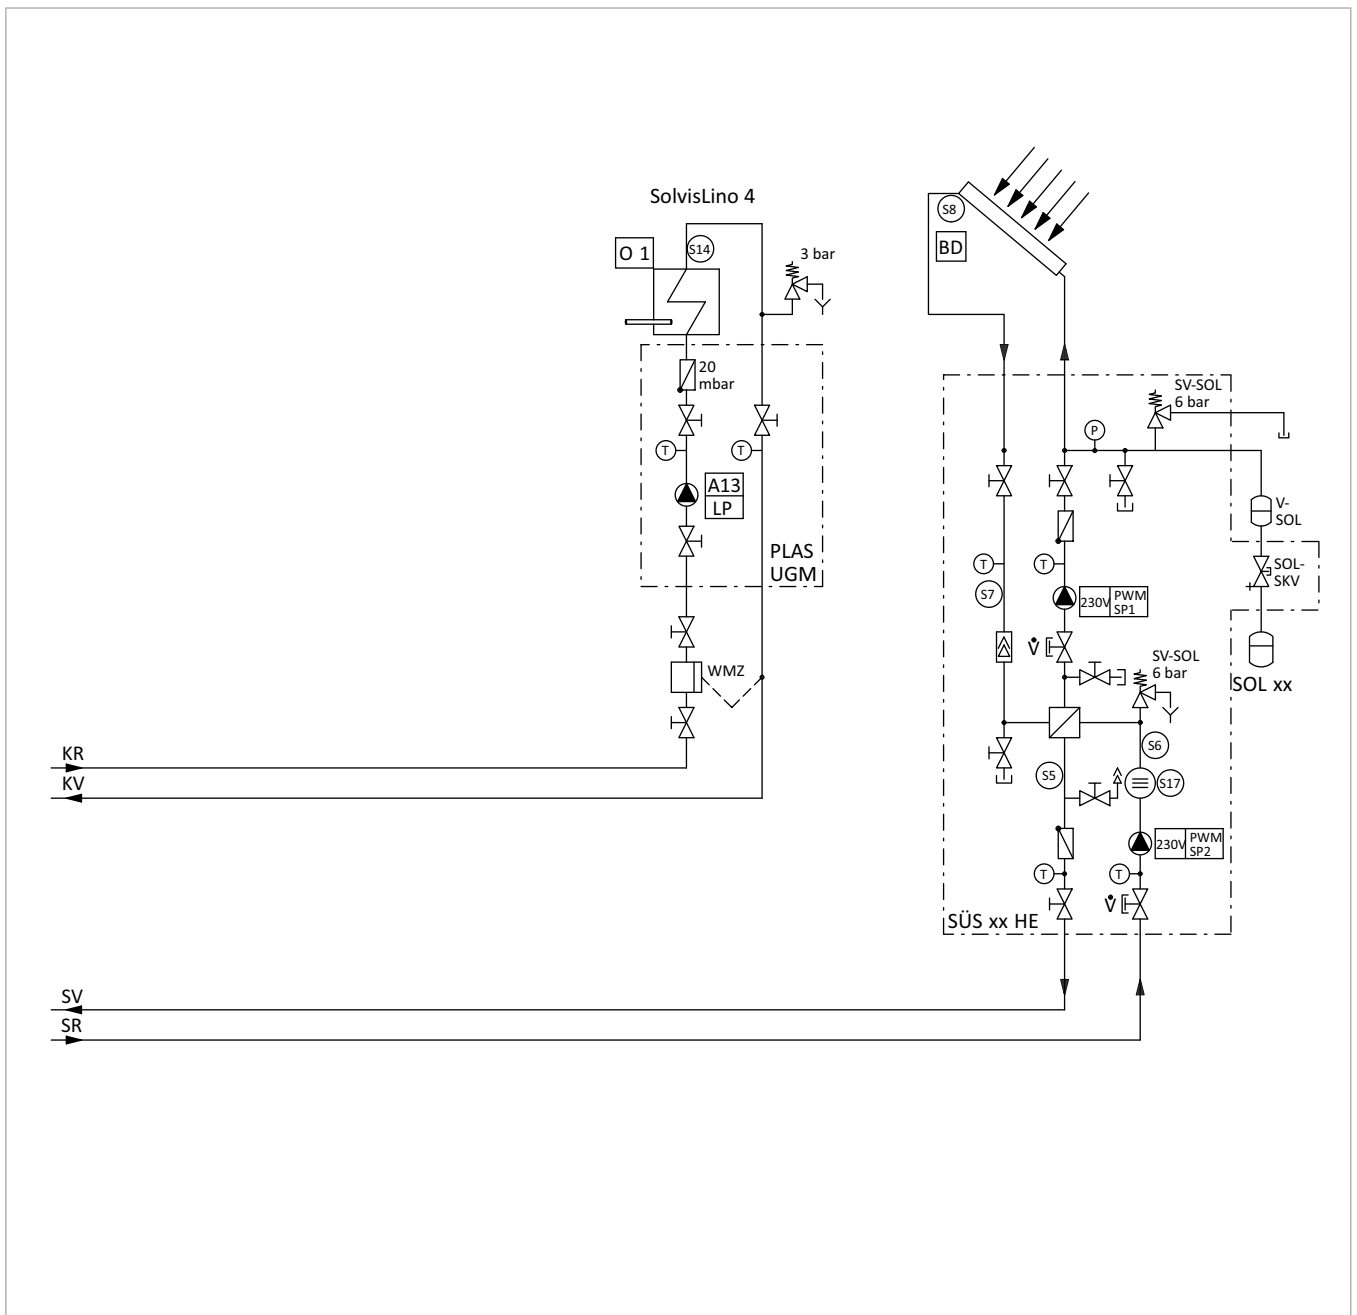 SolvisLino 4
O 1
S14
3 bar
20
mbar
T
T
A13
LP
PLAS
UGM
WMZ
KR
KV
S8
BD
SV-SOL
6 bar
P
V-
SOL
SOL-
SKV
SOL xx
T
T
S7
230V
PWM
SP1
V̇
SV-SOL
6 bar
S6
S5
S17
230V
PWM
SP2
T
T
V̇
SÜS xx HE
SV
SR